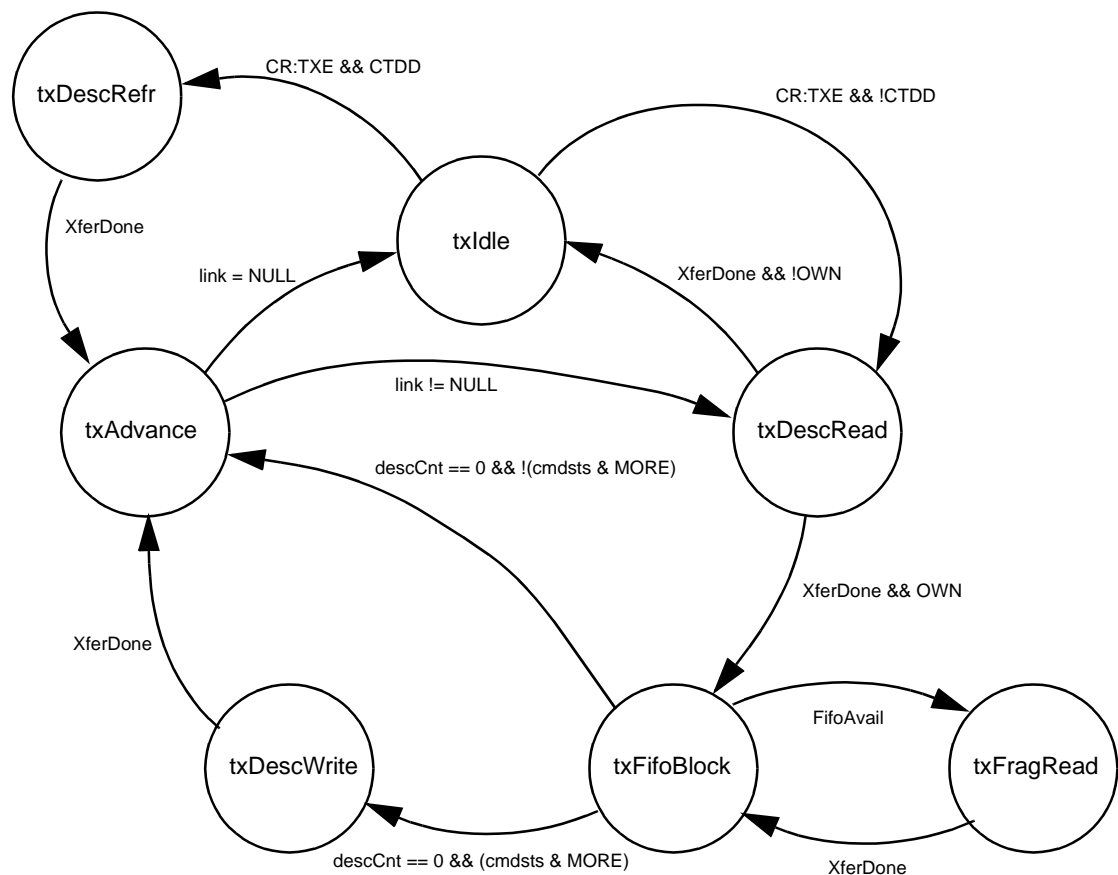 CR:TXE && CTDD
txDescRefr
CR:TXE && !CTDD
XferDone
txIdle
link = NULL
XferDone && !OWN
link != NULL
txAdvance
txDescRead
descCnt == 0 && !(cmdsts & MORE)
XferDone && OWN
XferDone
FifoAvail
txDescWrite
txFifoBlock
txFragRead
descCnt == 0 && (cmdsts & MORE)
XferDone